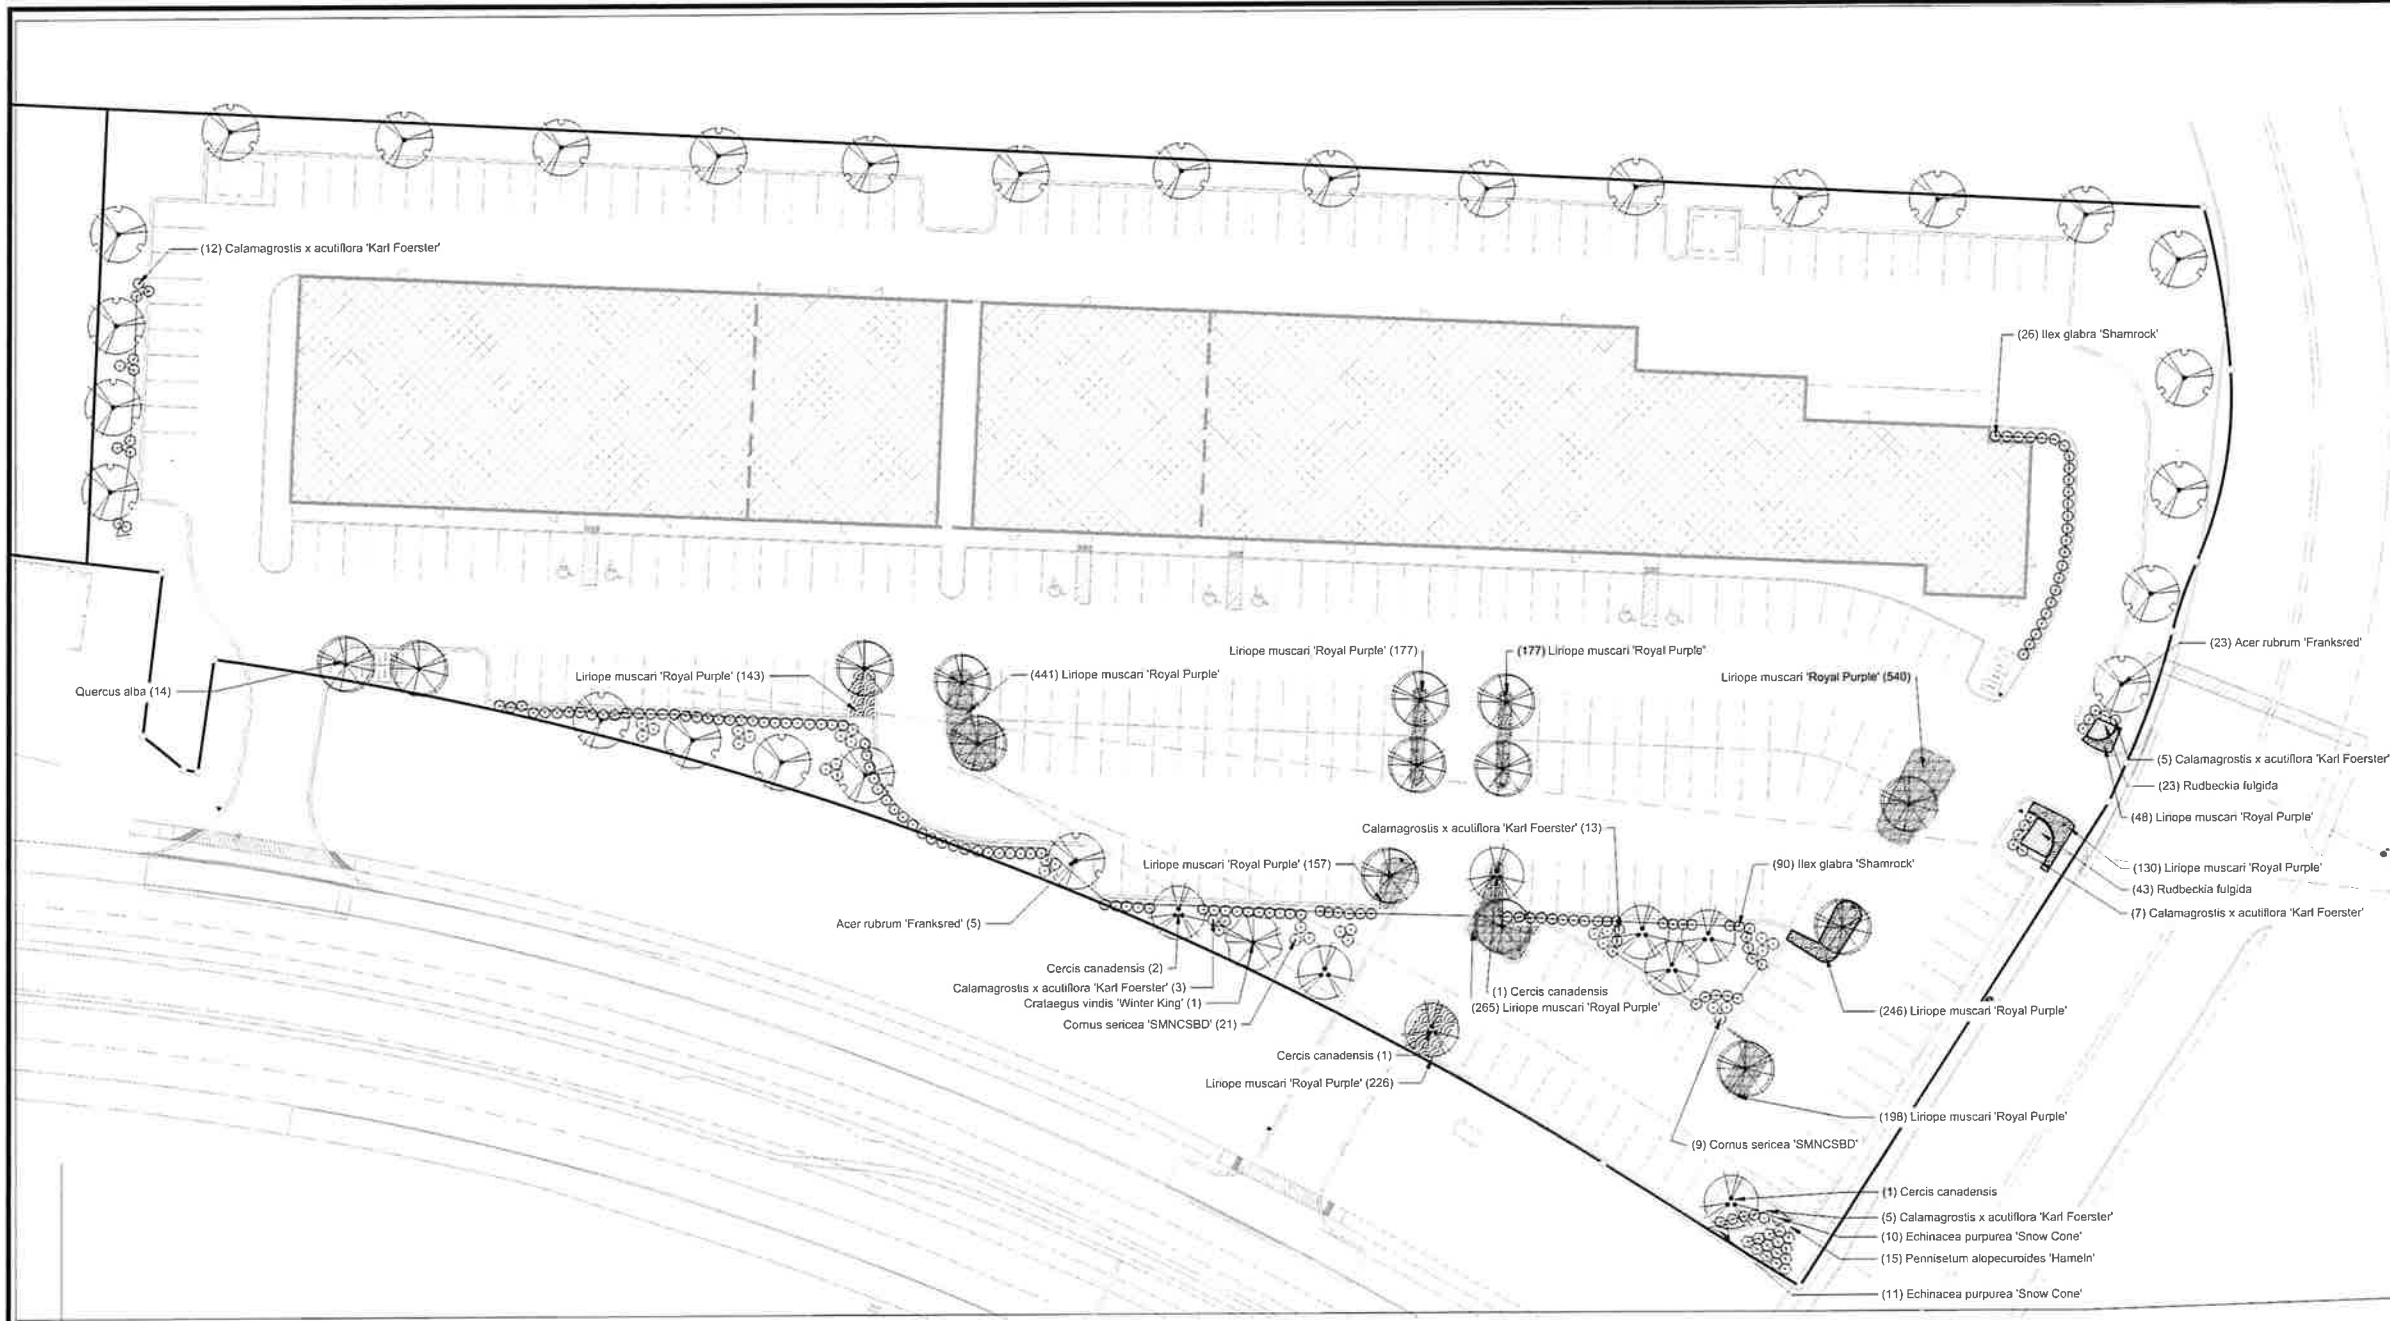 (12) Calamagrostis x acutiflora 'Karl Foerster'
(26) Ilex glabra 'Shamrock'
(23) Acer rubrum 'Franksred'
Liriope muscari 'Royal Purple' (177)
(177) Liriope muscari 'Royal Purple'
Quercus alba (14)
Liriope muscari 'Royal Purple' (143)
(441) Liriope muscari 'Royal Purple'
Liriope muscari 'Royal Purple' (540)
(5) Calamagrostis x acutiflora 'Karl Foerster'
(23) Rudbeckia fulgida
(48) Liriope muscari 'Royal Purple'
Calamagrostis x acutiflora 'Karl Foerster' (13)
Liriope muscari 'Royal Purple' (157)
(90) Ilex glabra 'Shamrock'
(130) Liriope muscari 'Royal Purple'
(43) Rudbeckia fulgida
(7) Calamagrostis x acutiflora 'Karl Foerster'
Acer rubrum 'Franksred' (5)
Cercis canadensis (2)
Calamagrostis x acutiflora 'Karl Foerster' (3)
Crataegus viridis 'Winter King' (1)
Cornus sericea 'SMNCSBD' (21)
(1) Cercis canadensis
(265) Liriope muscari 'Royal Purple'
(246) Liriope muscari 'Royal Purple'
Cercis canadensis (1)
Liriope muscari 'Royal Purple' (226)
(198) Liriope muscari 'Royal Purple'
(9) Cornus sericea 'SMNCSBD'
(1) Cercis canadensis
(5) Calamagrostis x acutiflora 'Karl Foerster'
(10) Echinacea purpurea 'Snow Cone'
(15) Pennisetum alopecuroides 'Hameln'
(11) Echinacea purpurea 'Snow Cone'